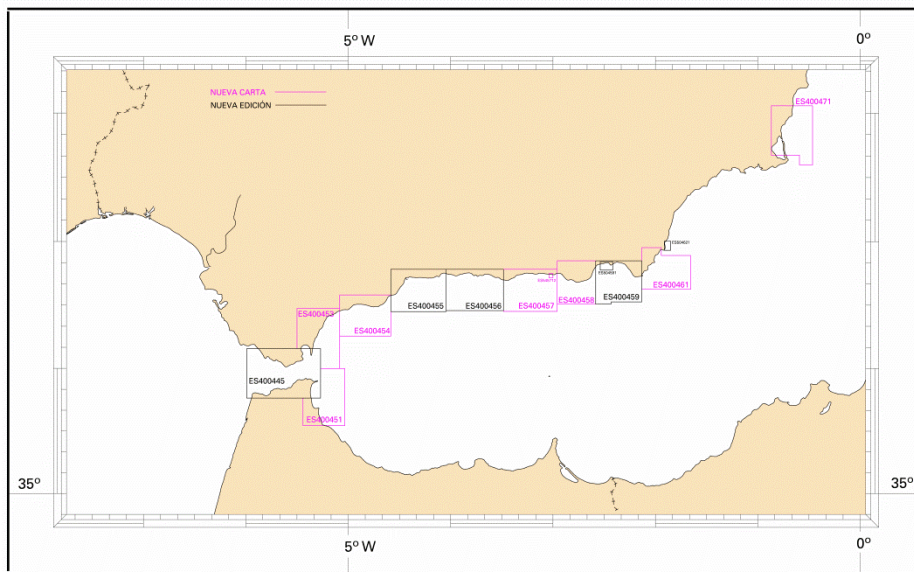 5º W
0º
NUEVA CARTA
NUEVA EDICIÓN
ES400471
ES400455
ES400456
ES400457
ES400458
ES400459
ES400461
ES400453
ES400454
ES400445
ES400451
35º
35º
5º W
0º